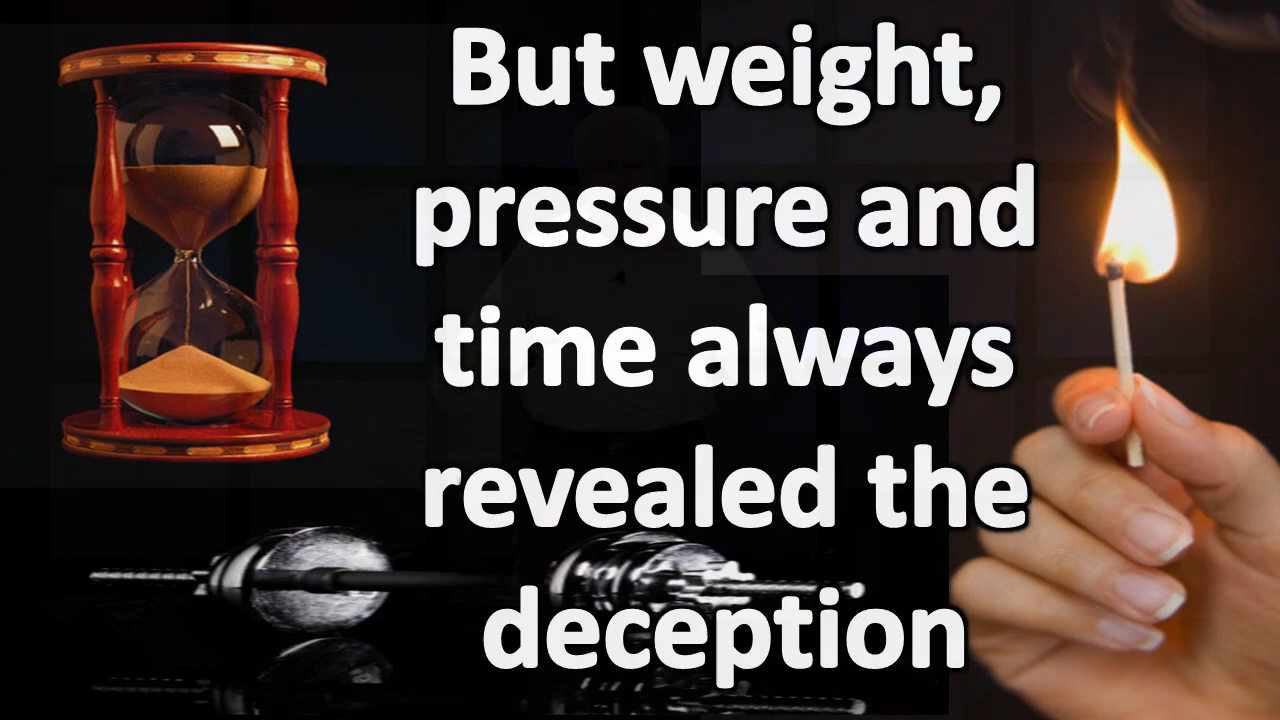 But weight,
pressure and
time always
revealed the
deception